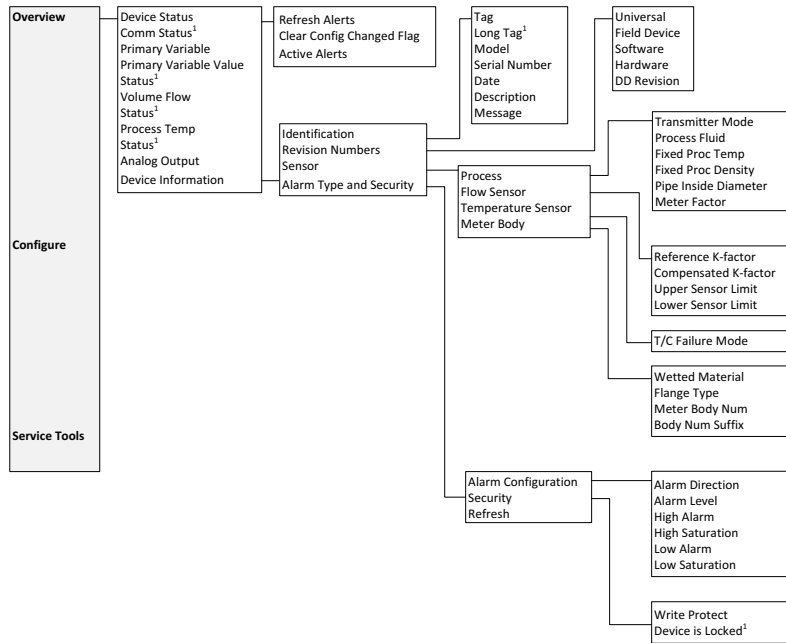 Overview
Configure
Service Tools
Device Status
Comm Status¹
Primary Variable
Primary Variable Value
Status¹
Volume Flow
Status¹
Process Temp
Status¹
Analog Output
Device Information
Refresh Alerts
Clear Config Changed Flag
Active Alerts
Identification
Revision Numbers
Sensor
Alarm Type and Security
Tag
Long Tag¹
Model
Serial Number
Date
Description
Message
Universal
Field Device
Software
Hardware
DD Revision
Process
Flow Sensor
Temperature Sensor
Meter Body
Transmitter Mode
Process Fluid
Fixed Proc Temp
Fixed Proc Density
Pipe Inside Diameter
Meter Factor
Reference K-factor
Compensated K-factor
Upper Sensor Limit
Lower Sensor Limit
T/C Failure Mode
Wetted Material
Flange Type
Meter Body Num
Body Num Suffix
Alarm Configuration
Security
Refresh
Alarm Direction
Alarm Level
High Alarm
High Saturation
Low Alarm
Low Saturation
Write Protect
Device is Locked¹